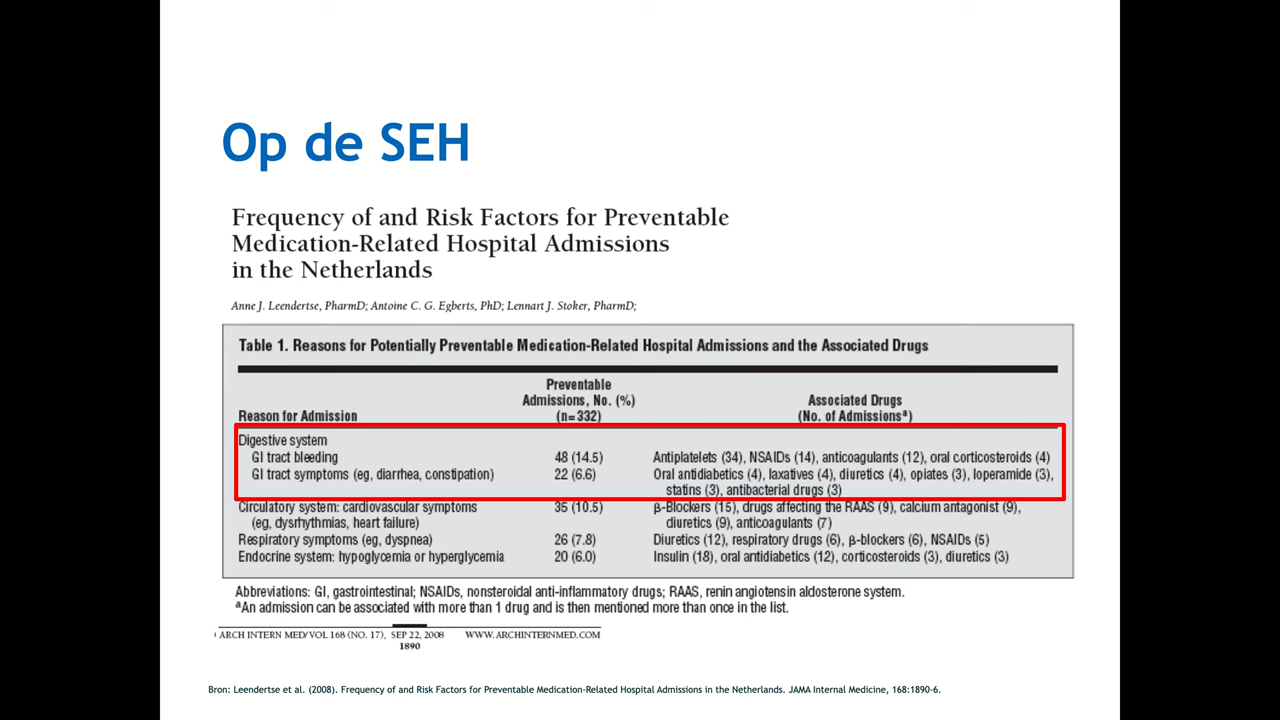 Op de SEH
Frequency of and Risk Factors for Preventable
Medication-Related Hospital Admissions
in the Netherlands
Anne J. Leendertse, PharmD; Antoine C. G. Egberts, PhD; Lennart J. Stoker, PharmD;
Table 1. Reasons for Potentially Preventable Medication-Related Hospital Admissions and the Associated Drugs
Preventable
Admissions, No. (%) Associated Drugs
Reason for Admission (n=332) (No. of Admissionsª)
Digestive system
GI tract bleeding 48 (14.5) Antiplatelets (34), NSAIDs (14), anticoagulants (12), oral corticosteroids (4)
GI tract symptoms (eg, diarrhea, constipation) 22 (6.6) Oral antidiabetics (4), laxatives (4), diuretics (4), opiates (3), loperamide (3),
statins (3), antibacterial drugs (3)
Circulatory system: cardiovascular symptoms 35 (10.5) β-Blockers (15), drugs affecting the RAAS (9), calcium antagonist (9),
(eg, dysrhythmias, heart failure) diuretics (9), anticoagulants (7)
Respiratory symptoms (eg, dyspnea) 26 (7.8) Diuretics (12), respiratory drugs (6), β-blockers (6), NSAIDs (5)
Endocrine system: hypoglycemia or hyperglycemia 20 (6.0) Insulin (18), oral antidiabetics (12), corticosteroids (3), diuretics (3)
Abbreviations: GI, gastrointestinal; NSAIDs, nonsteroidal anti-inflammatory drugs; RAAS, renin angiotensin aldosterone system.
ªAn admission can be associated with more than 1 drug and is then mentioned more than once in the list.
ARCH INTERN MED/VOL 168 (NO. 17), SEP 22, 2008 WWW.ARCHINTERNMED.COM
1890
Bron: Leendertse et al. (2008). Frequency of and Risk Factors for Preventable Medication-Related Hospital Admissions in the Netherlands. JAMA Internal Medicine, 168:1890-6.